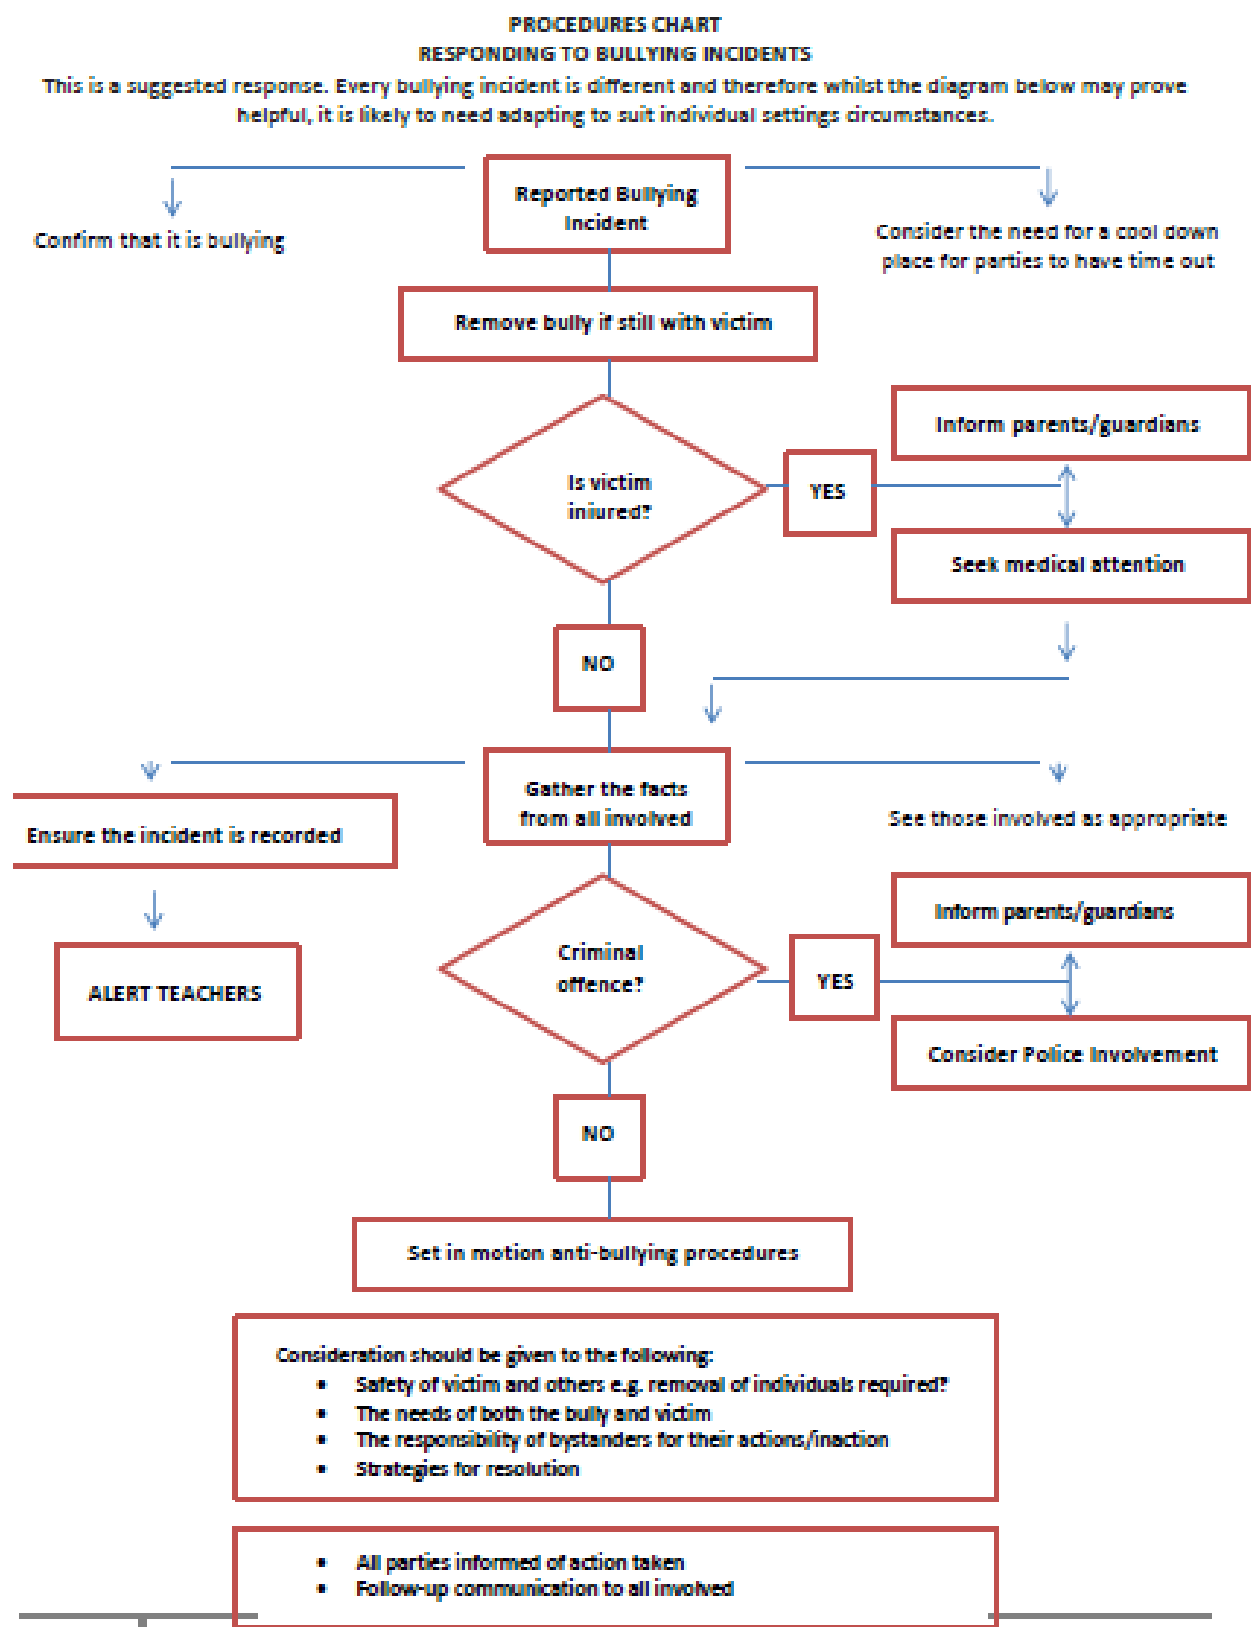 PROCEDURES CHART
RESPONDING TO BULLYING INCIDENTS
This is a suggested response. Every bullying incident is different and therefore whilst the diagram below may prove
helpful, it is likely to need adapting to suit individual settings circumstances.
Reported Bullying
Incident
Confirm that it is bullying
Consider the need for a cool down
place for parties to have time out
Remove bully if still with victim
Inform parents/guardians
Is victim
iniured?
YES
Seek medical attention
NO
Gather the facts
from all involved
Ensure the incident is recorded
See those involved as appropriate
Inform parents/guardians
Criminal
offence?
YES
ALERT TEACHERS
Consider Police Involvement
NO
Set in motion anti-bullying procedures
Consideration should be given to the following:
• Safety of victim and others e.g. removal of individuals required?
• The needs of both the bully and victim
• The responsibility of bystanders for their actions/inaction
• Strategies for resolution
• All parties informed of action taken
• Follow-up communication to all involved